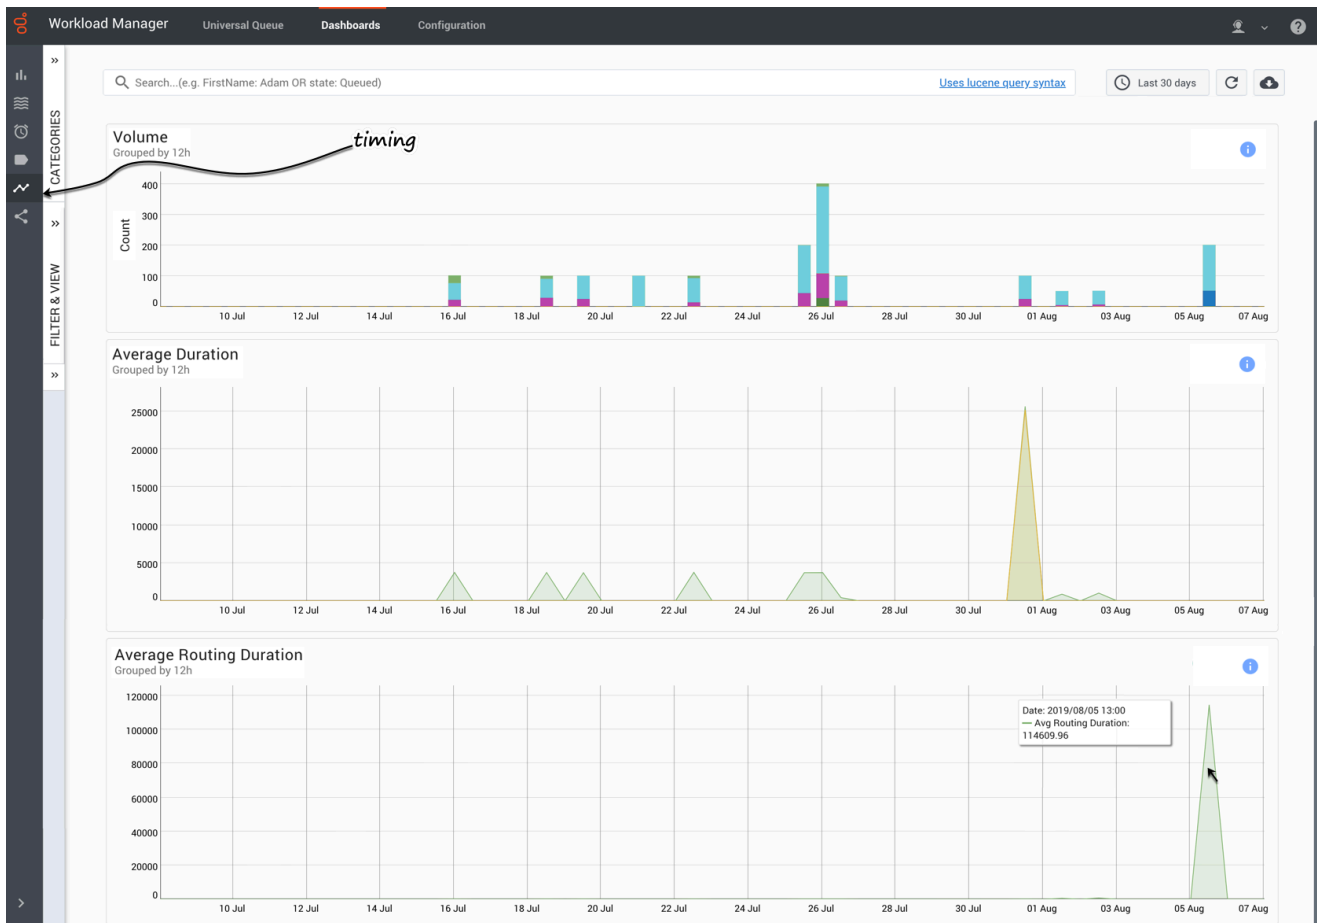 Workload Manager Universal Queue Dashboards Configuration
CATEGORIES
FILTER & VIEW
Search...(e.g. FirstName: Adam OR state: Queued) Uses lucene query syntax Last 30 days
timing
Volume
Grouped by 12h
Count
400
300
200
100
0
10 Jul 12 Jul 14 Jul 16 Jul 18 Jul 20 Jul 22 Jul 24 Jul 26 Jul 28 Jul 30 Jul 01 Aug 03 Aug 05 Aug 07 Aug
Average Duration
Grouped by 12h
25000
20000
15000
10000
5000
0
10 Jul 12 Jul 14 Jul 16 Jul 18 Jul 20 Jul 22 Jul 24 Jul 26 Jul 28 Jul 30 Jul 01 Aug 03 Aug 05 Aug 07 Aug
Average Routing Duration
Grouped by 12h
120000
100000
80000
60000
40000
20000
0
Date: 2019/08/05 13:00
Avg Routing Duration:
114609.96
10 Jul 12 Jul 14 Jul 16 Jul 18 Jul 20 Jul 22 Jul 24 Jul 26 Jul 28 Jul 30 Jul 01 Aug 03 Aug 05 Aug 07 Aug